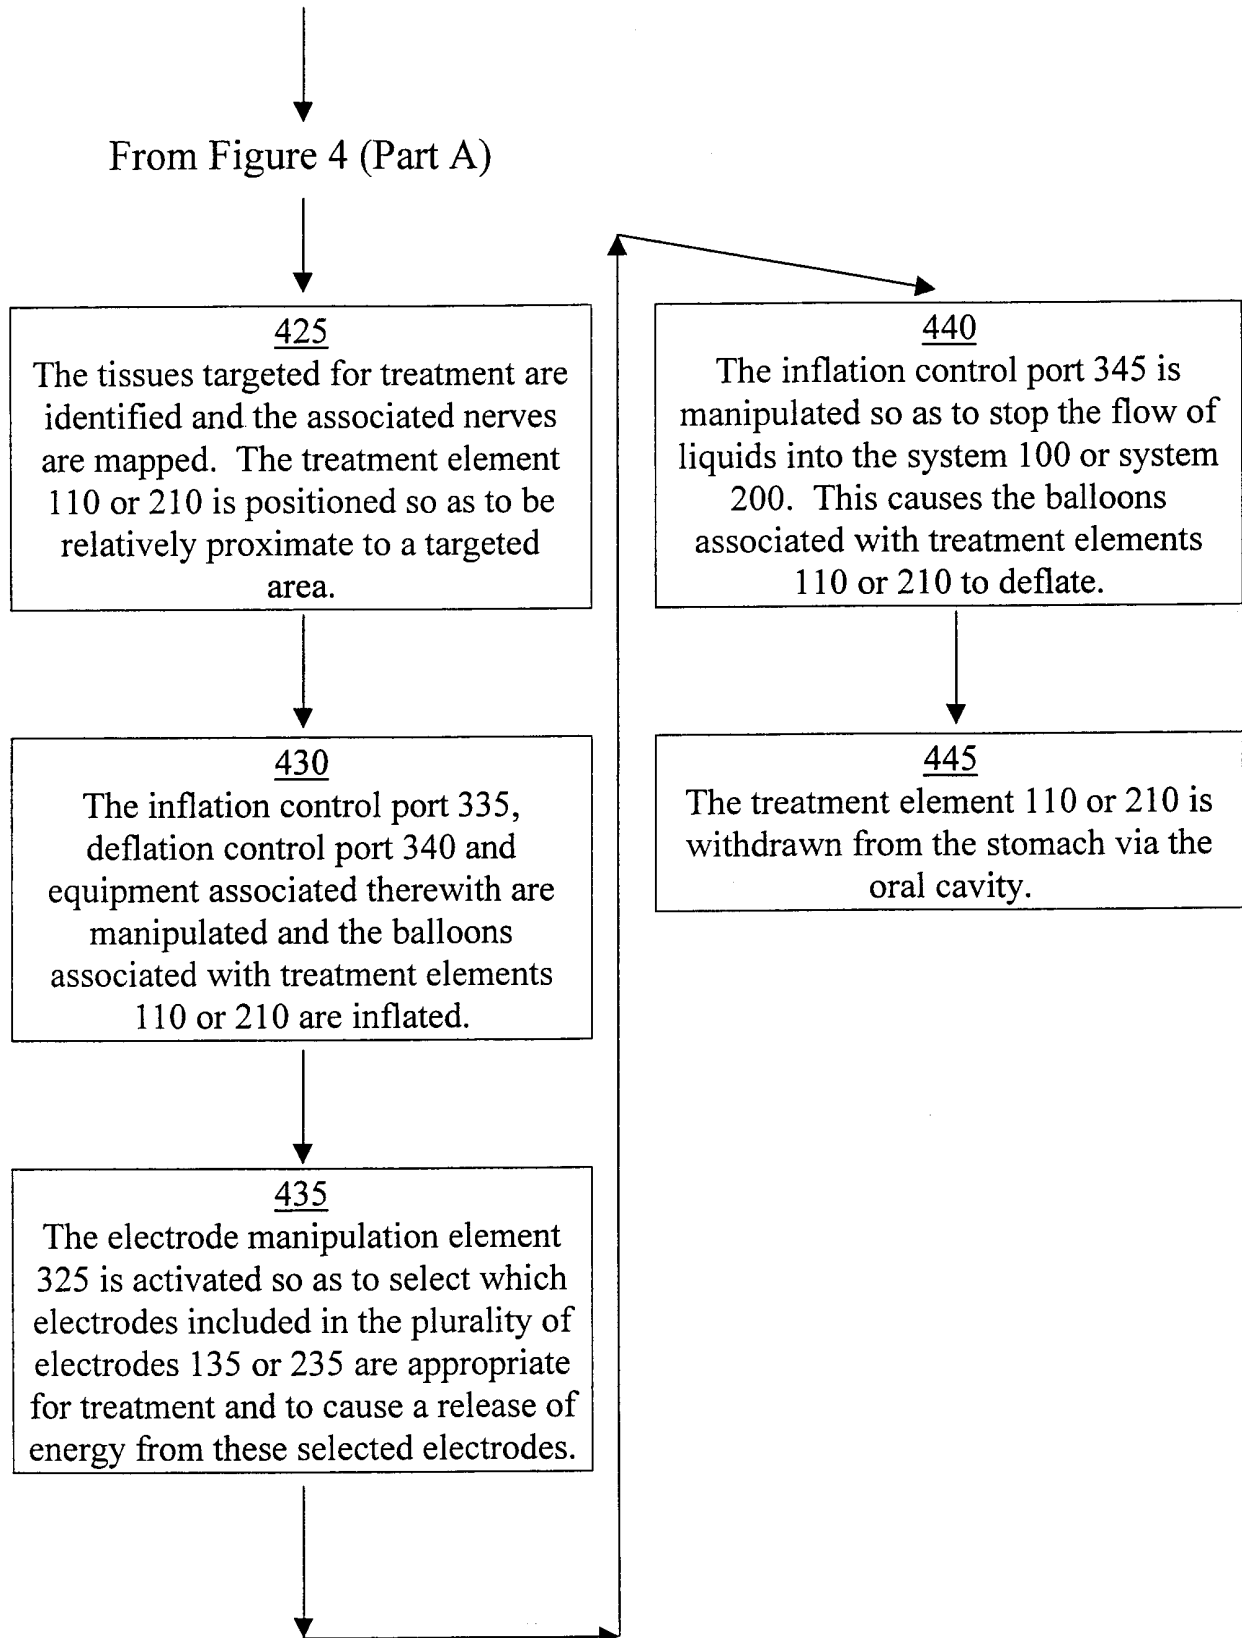 From Figure 4 (Part A)
425
The tissues targeted for treatment are
identified and the associated nerves
are mapped. The treatment element
110 or 210 is positioned so as to be
relatively proximate to a targeted
area.
430
The inflation control port 335,
deflation control port 340 and
equipment associated therewith are
manipulated and the balloons
associated with treatment elements
110 or 210 are inflated.
435
The electrode manipulation element
325 is activated so as to select which
electrodes included in the plurality of
electrodes 135 or 235 are appropriate
for treatment and to cause a release of
energy from these selected electrodes.
440
The inflation control port 345 is
manipulated so as to stop the flow of
liquids into the system 100 or system
200. This causes the balloons
associated with treatment elements
110 or 210 to deflate.
445
The treatment element 110 or 210 is
withdrawn from the stomach via the
oral cavity.